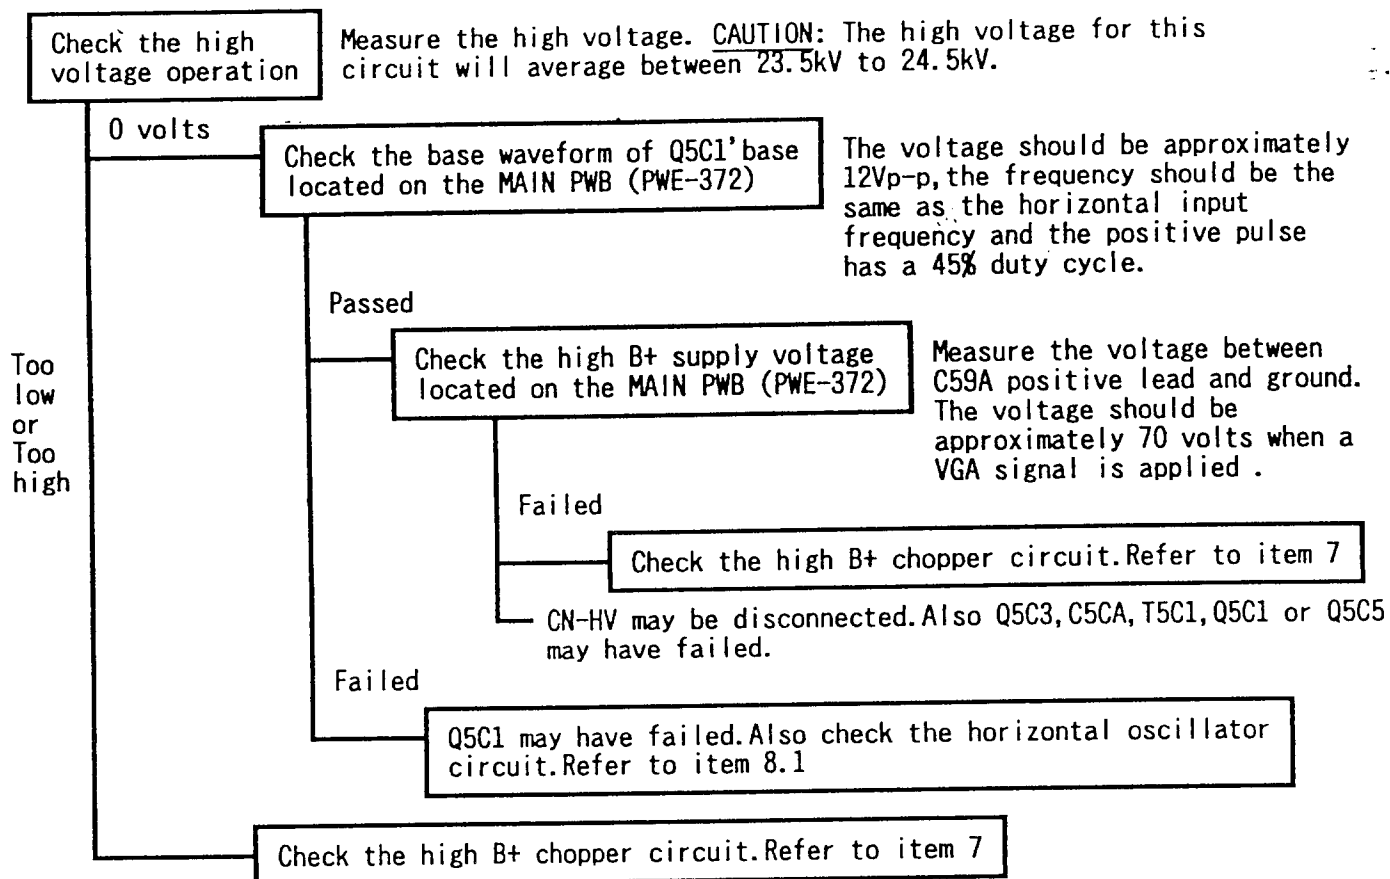 Check the high
voltage operation
Measure the high voltage. CAUTION: The high voltage for this
circuit will average between 23.5kV to 24.5kV.
0 volts
Check the base waveform of Q5C1'base
located on the MAIN PWB (PWE-372)
The voltage should be approximately
12Vp-p, the frequency should be the
same as the horizontal input
frequency and the positive pulse
has a 45% duty cycle.
Passed
Too
low
or
Too
high
Check the high B+ supply voltage
located on the MAIN PWB (PWE-372)
Measure the voltage between
C59A positive lead and ground.
The voltage should be
approximately 70 volts when a
VGA signal is applied .
Failed
Check the high B+ chopper circuit.Refer to item 7
CN-HV may be disconnected.Also Q5C3,C5CA,T5C1,Q5C1 or Q5C5
may have failed.
Failed
Q5C1 may have failed.Also check the horizontal oscillator
circuit.Refer to item 8.1
Check the high B+ chopper circuit.Refer to item 7